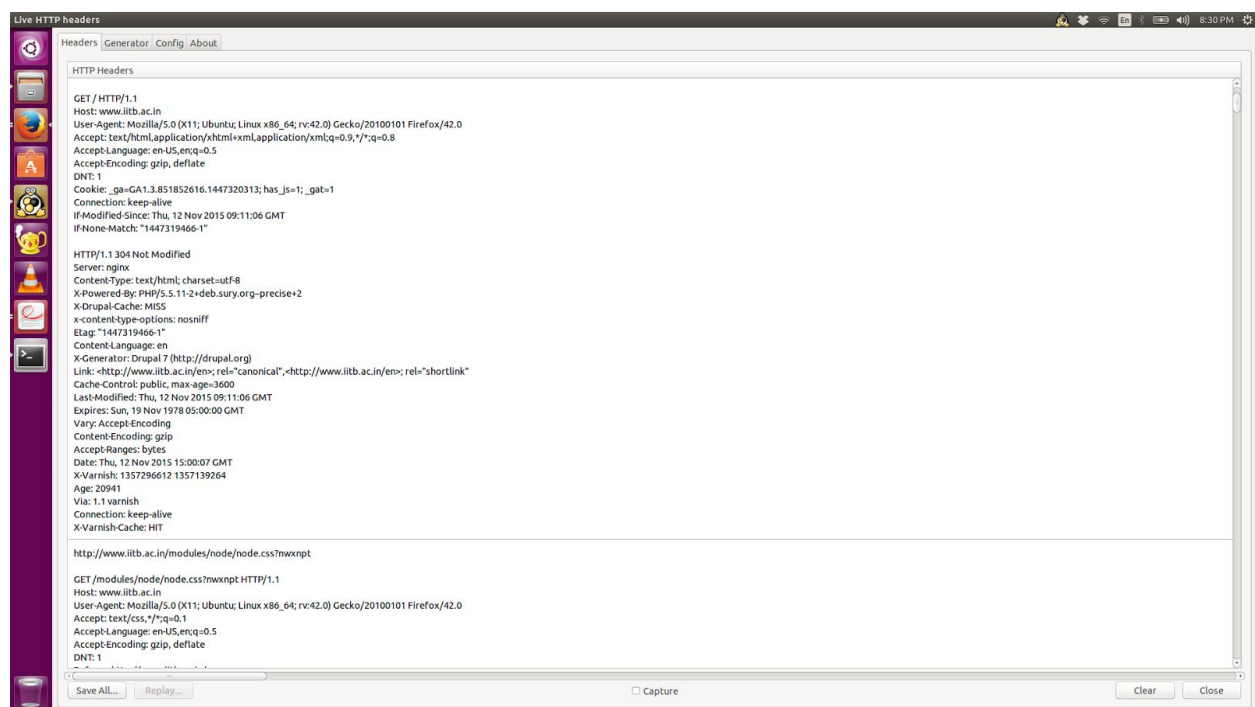 Live HTTP headers
En
8:30 PM
Headers Generator Config About
HTTP Headers
GET / HTTP/1.1
Host: www.iitb.ac.in
User-Agent: Mozilla/5.0 (X11; Ubuntu; Linux x86_64; rv:42.0) Gecko/20100101 Firefox/42.0
Accept: text/html,application/xhtml+xml,application/xml;q=0.9,*/*;q=0.8
Accept-Language: en-US,en;q=0.5
Accept-Encoding: gzip, deflate
DNT: 1
Cookie: _ga=GA1.3.851852616.1447320313; has_js=1; _gat=1
Connection: keep-alive
If-Modified-Since: Thu, 12 Nov 2015 09:11:06 GMT
If-None-Match: "1447319466-1"
HTTP/1.1 304 Not Modified
Server: nginx
Content-Type: text/html; charset=utf-8
X-Powered-By: PHP/5.5.11-2+deb.sury.org~precise+2
X-Drupal-Cache: MISS
x-content-type-options: nosniff
Etag: "1447319466-1"
Content-Language: en
X-Generator: Drupal 7 (http://drupal.org)
Link: <http://www.iitb.ac.in/en>; rel="canonical",<http://www.iitb.ac.in/en>; rel="shortlink"
Cache-Control: public, max-age=3600
Last-Modified: Thu, 12 Nov 2015 09:11:06 GMT
Expires: Sun, 19 Nov 1978 05:00:00 GMT
Vary: Accept-Encoding
Content-Encoding: gzip
Accept-Ranges: bytes
Date: Thu, 12 Nov 2015 15:00:07 GMT
X-Varnish: 1357296612 1357139264
Age: 20941
Via: 1.1 varnish
Connection: keep-alive
X-Varnish-Cache: HIT
http://www.iitb.ac.in/modules/node/node.css?nwxnpt
GET /modules/node/node.css?nwxnpt HTTP/1.1
Host: www.iitb.ac.in
User-Agent: Mozilla/5.0 (X11; Ubuntu; Linux x86_64; rv:42.0) Gecko/20100101 Firefox/42.0
Accept: text/css,*/*;q=0.1
Accept-Language: en-US,en;q=0.5
Accept-Encoding: gzip, deflate
DNT: 1
Save All... Replay... Capture Clear Close